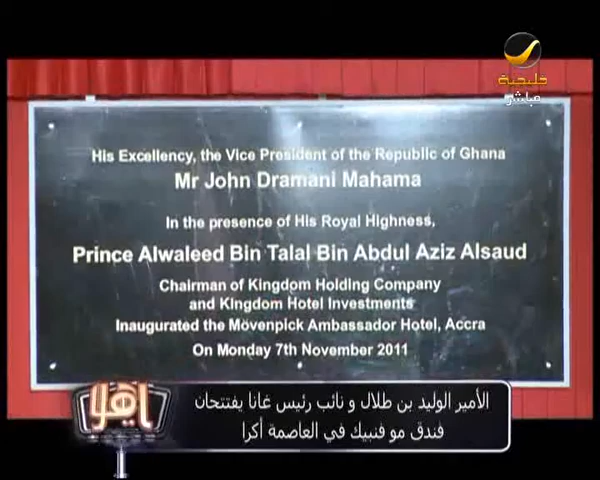 خليجية
مباشر
His Excellency, the Vice President of the Republic of Ghana
Mr John Dramani Mahama
In the presence of His Royal Highness,
Prince Alwaleed Bin Talal Bin Abdul Aziz Alsaud
Chairman of Kingdom Holding Company
and Kingdom Hotel Investments
Inaugurated the Mövenpick Ambassador Hotel, Accra
On Monday 7th November 2011
الأمير الوليد بن طلال و نائب رئيس غانا يفتتحان
فندق مو فنبيك في العاصمة أكرا
ياهلا